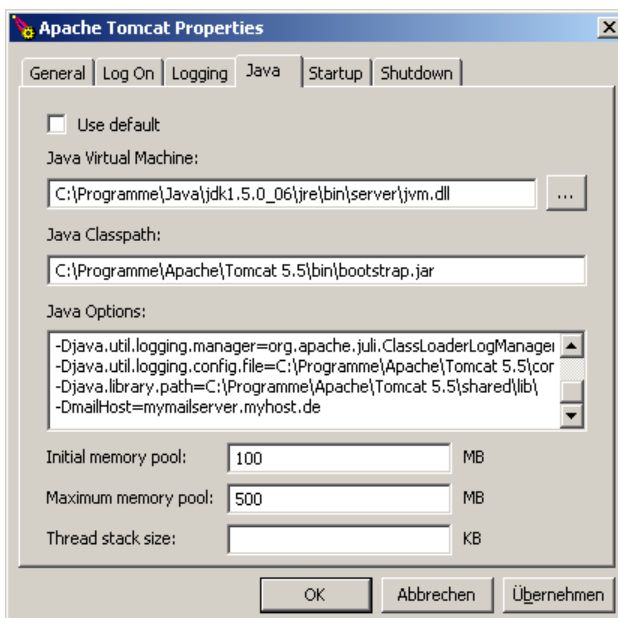 Apache Tomcat Properties
General Log On Logging Java Startup Shutdown
Use default
Java Virtual Machine:
C:\Programme\Java\jdk1.5.0_06\jre\bin\server\jvm.dll ...
Java Classpath:
C:\Programme\Apache\Tomcat 5.5\bin\bootstrap.jar
Java Options:
-Djava.util.logging.manager=org.apache.juli.ClassLoaderLogManager
-Djava.util.logging.config.file=C:\Programme\Apache\Tomcat 5.5\cor
-Djava.library.path=C:\Programme\Apache\Tomcat 5.5\shared\lib\
-DmailHost=mymailserver.myhost.de
Initial memory pool: 100 MB
Maximum memory pool: 500 MB
Thread stack size: KB
OK Abbrechen Übernehmen